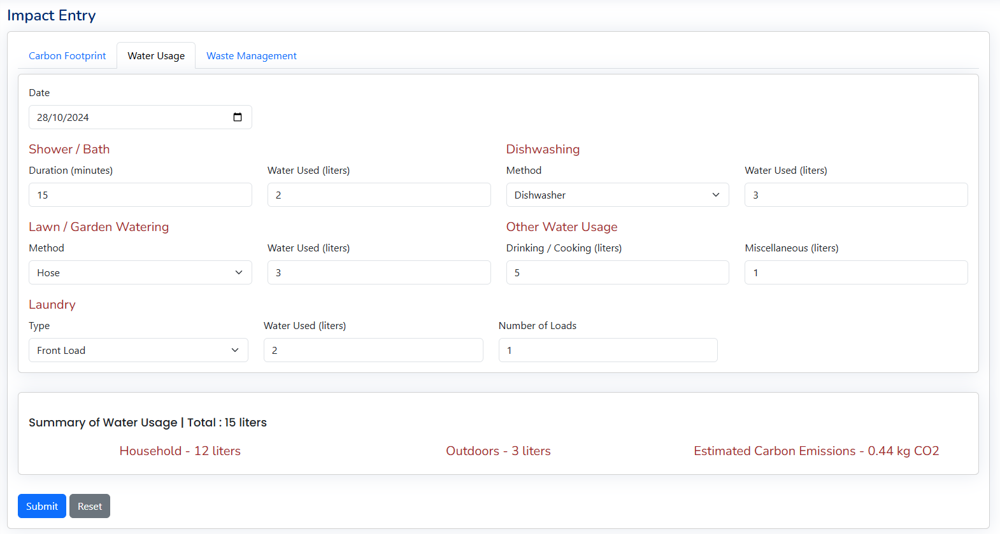 Impact Entry
Carbon Footprint Water Usage Waste Management
Date
28/10/2024
Shower / Bath Dishwashing
Duration (minutes) Water Used (liters) Method Water Used (liters)
15 2 Dishwasher 3
Lawn / Garden Watering Other Water Usage
Method Water Used (liters) Drinking / Cooking (liters) Miscellaneous (liters)
Hose 3 5 1
Laundry
Type Water Used (liters) Number of Loads
Front Load 2 1
Summary of Water Usage | Total : 15 liters
Household - 12 liters Outdoors - 3 liters Estimated Carbon Emissions - 0.44 kg CO2
Submit Reset